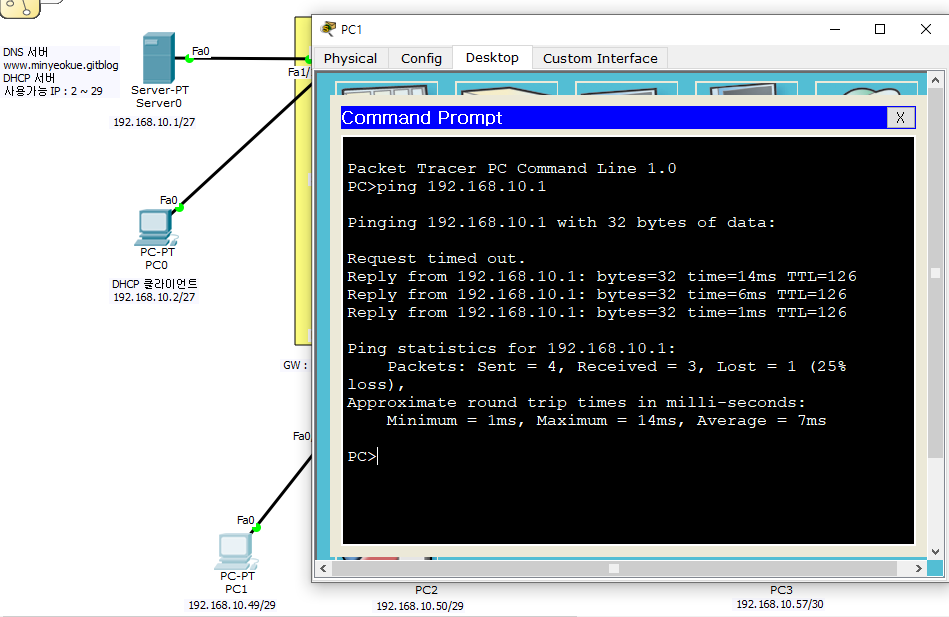 PC1
Physical
Config
Desktop
Custom Interface
DNS 서버
www.minyeokue.gitblog
DHCP 서버
사용가능 IP : 2 ~ 29
Fa0
Fa1/
Server-PT
Server0
192.168.10.1/27
Fa0
PC-PT
PC0
DHCP 클라이언트
192.168.10.2/27
GW :
Fa0
Fa0
PC-PT
PC1
192.168.10.49/29
PC2
192.168.10.50/29
PC3
192.168.10.57/30
Command Prompt
X
Packet Tracer PC Command Line 1.0
PC>ping 192.168.10.1
Pinging 192.168.10.1 with 32 bytes of data:
Request timed out.
Reply from 192.168.10.1: bytes=32 time=14ms TTL=126
Reply from 192.168.10.1: bytes=32 time=6ms TTL=126
Reply from 192.168.10.1: bytes=32 time=1ms TTL=126
Ping statistics for 192.168.10.1:
Packets: Sent = 4, Received = 3, Lost = 1 (25%
loss),
Approximate round trip times in milli-seconds:
Minimum = 1ms, Maximum = 14ms, Average = 7ms
PC>